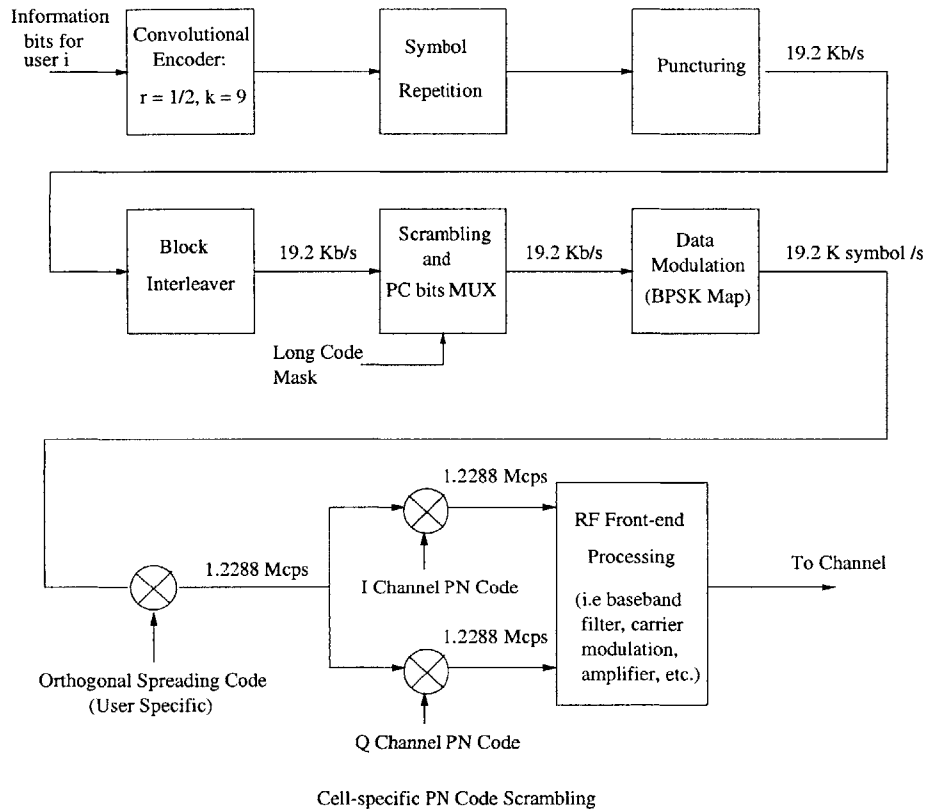 Information
bits for
user i
Convolutional
Encoder:
r = 1/2, k = 9
Symbol
Repetition
Puncturing
19.2 Kb/s
Block
Interleaver
19.2 Kb/s
Scrambling
and
PC bits MUX
19.2 Kb/s
Data
Modulation
(BPSK Map)
19.2 K symbol /s
Long Code
Mask
1.2288 Mcps
1.2288 Mcps
I Channel PN Code
1.2288 Mcps
RF Front-end
Processing
(i.e baseband
filter, carrier
modulation,
amplifier, etc.)
To Channel
Orthogonal Spreading Code
(User Specific)
Q Channel PN Code
Cell-specific PN Code Scrambling